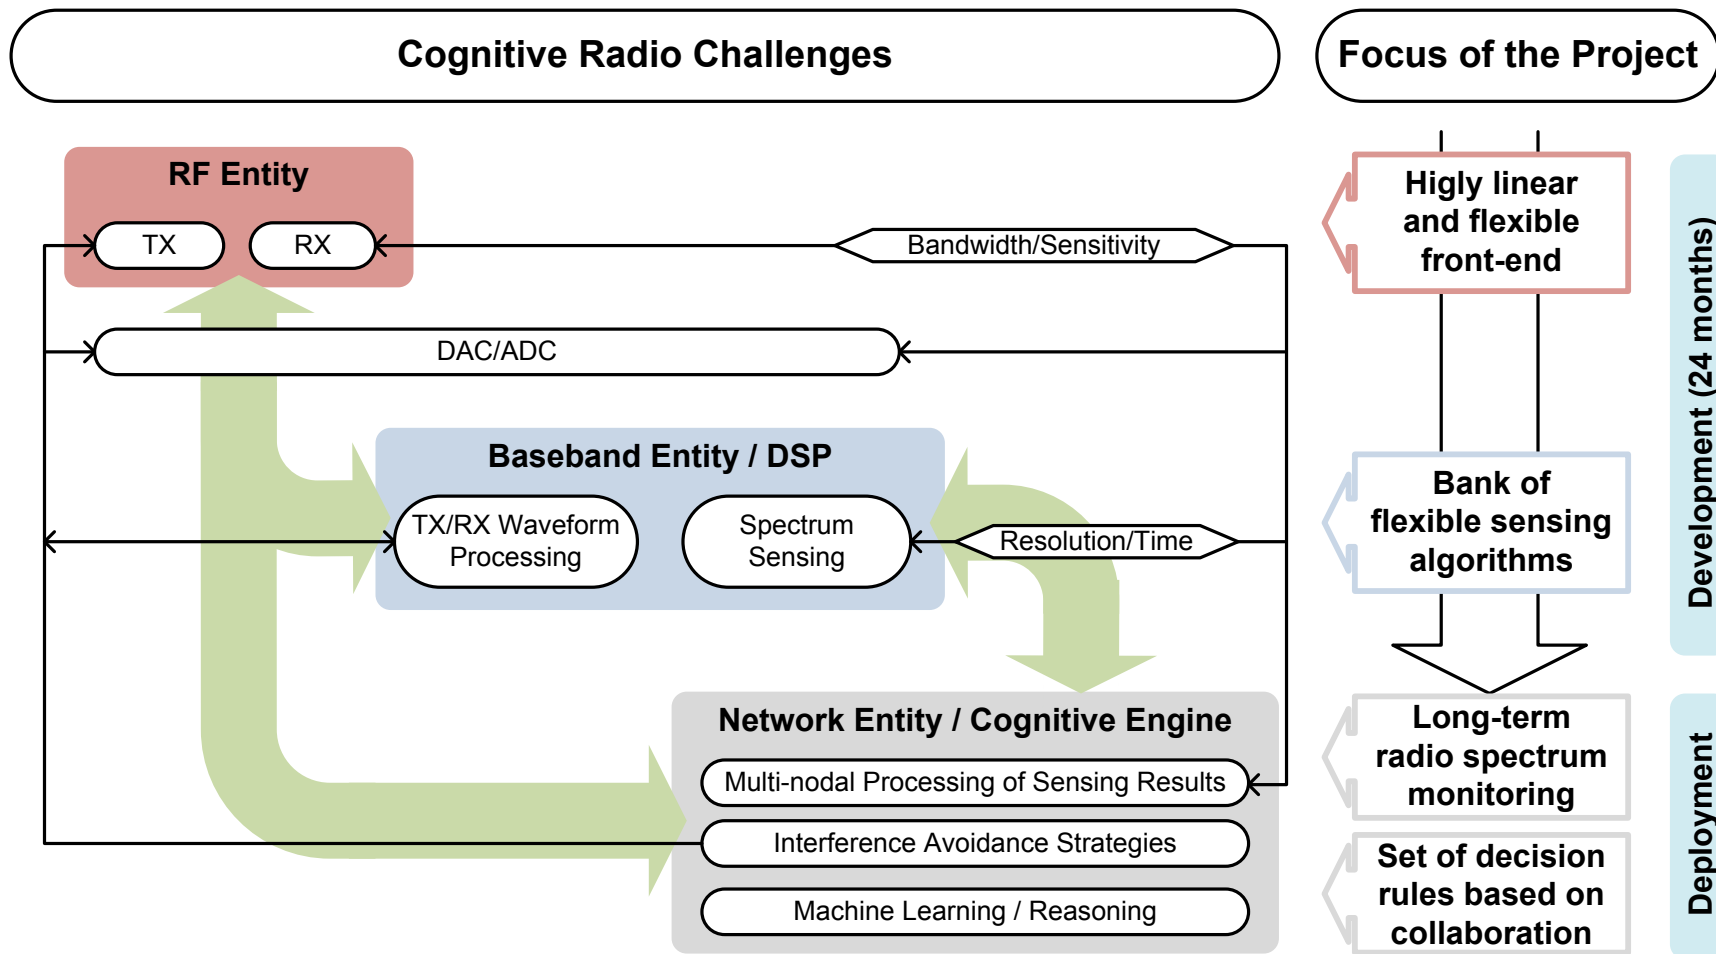 Cognitive Radio Challenges
Focus of the Project
RF Entity
TX
RX
Bandwidth/Sensitivity
DAC/ADC
Baseband Entity / DSP
TX/RX Waveform
Processing
Spectrum
Sensing
Resolution/Time
Network Entity / Cognitive Engine
Multi-nodal Processing of Sensing Results
Interference Avoidance Strategies
Machine Learning / Reasoning
Higly linear
and flexible
front-end
Bank of
flexible sensing
algorithms
Long-term
radio spectrum
monitoring
Set of decision
rules based on
collaboration
Development (24 months)
Deployment